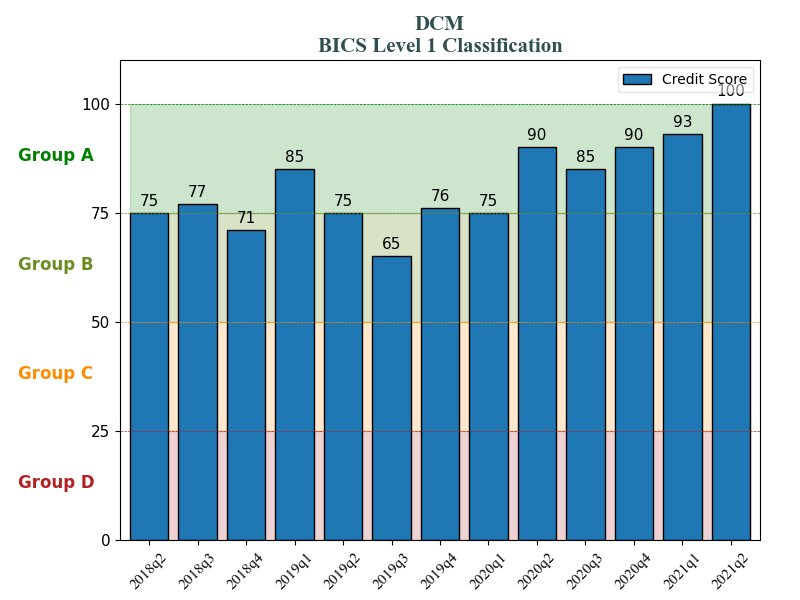 DCM
BICS Level 1 Classification
Credit Score
100
100
Group A
75
77
71
85
75
65
76
75
90
85
90
93
75
Group B
50
Group C
25
Group D
0
2018q2
2018q3
2018q4
2019q1
2019q2
2019q3
2019q4
2020q1
2020q2
2020q3
2020q4
2021q1
2021q2